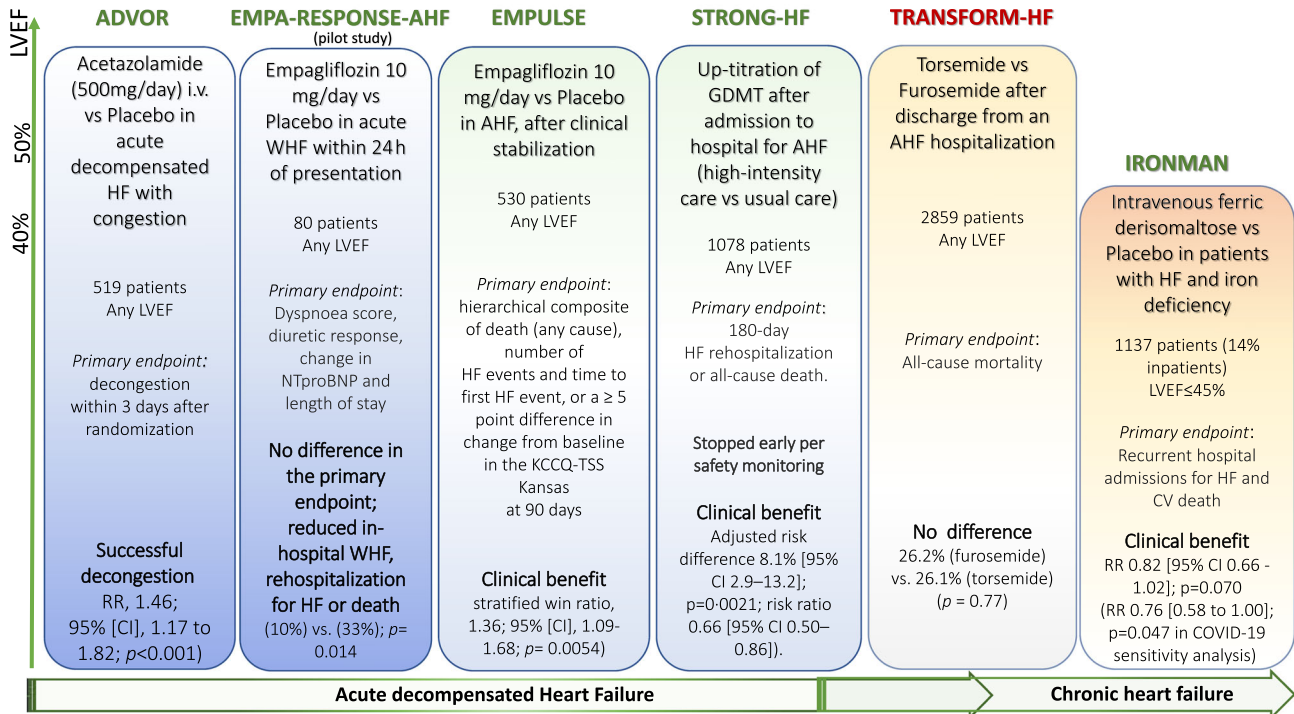 LVEF
50%
40%
ADVOR
Acetazolamide
(500mg/day) i.v.
vs Placebo in
acute
decompensated
HF with
congestion
519 patients
Any LVEF
Primary endpoint:
decongestion
within 3 days after
randomization
Successful
decongestion
RR, 1.46;
95% [CI], 1.17 to
1.82; p<0.001)
EMPA-RESPONSE-AHF
(pilot study)
Empagliflozin 10
mg/day vs
Placebo in acute
WHF within 24h
of presentation
80 patients
Any LVEF
Primary endpoint:
Dyspnoea score,
diuretic response,
change in
NTproBNP and
length of stay
No difference in
the primary
endpoint;
reduced in-
hospital WHF,
rehospitalization
for HF or death
(10%) vs. (33%); p=
0.014
EMPULSE
Empagliflozin 10
mg/day vs Placebo
in AHF, after clinical
stabilization
530 patients
Any LVEF
Primary endpoint:
hierarchical composite
of death (any cause),
number of
HF events and time to
first HF event, or a ≥ 5
point difference in
change from baseline
in the KCCQ-TSS
Kansas
at 90 days
Clinical benefit
stratified win ratio,
1.36; 95% [CI], 1.09-
1.68; p= 0.0054)
STRONG-HF
Up-titration of
GDMT after
admission to
hospital for AHF
(high-intensity
care vs usual care)
1078 patients
Any LVEF
Primary endpoint:
180-day
HF rehospitalization
or all-cause death.
Stopped early per
safety monitoring
Clinical benefit
Adjusted risk
difference 8.1% [95%
CI 2.9–13.2];
p=0·0021; risk ratio
0.66 [95% CI 0.50–
0.86]).
TRANSFORM-HF
Torsemide vs
Furosemide after
discharge from an
AHF hospitalization
2859 patients
Any LVEF
Primary endpoint:
All-cause mortality
No difference
26.2% (furosemide)
vs. 26.1% (torsemide)
(p = 0.77)
IRONMAN
Intravenous ferric
derisomaltose vs
Placebo in patients
with HF and iron
deficiency
1137 patients (14%
inpatients)
LVEF≤45%
Primary endpoint:
Recurrent hospital
admissions for HF and
CV death
Clinical benefit
RR 0.82 [95% CI 0.66 -
1.02]; p=0.070
(RR 0.76 [0.58 to 1.00];
p=0.047 in COVID-19
sensitivity analysis)
Acute decompensated Heart Failure
Chronic heart failure